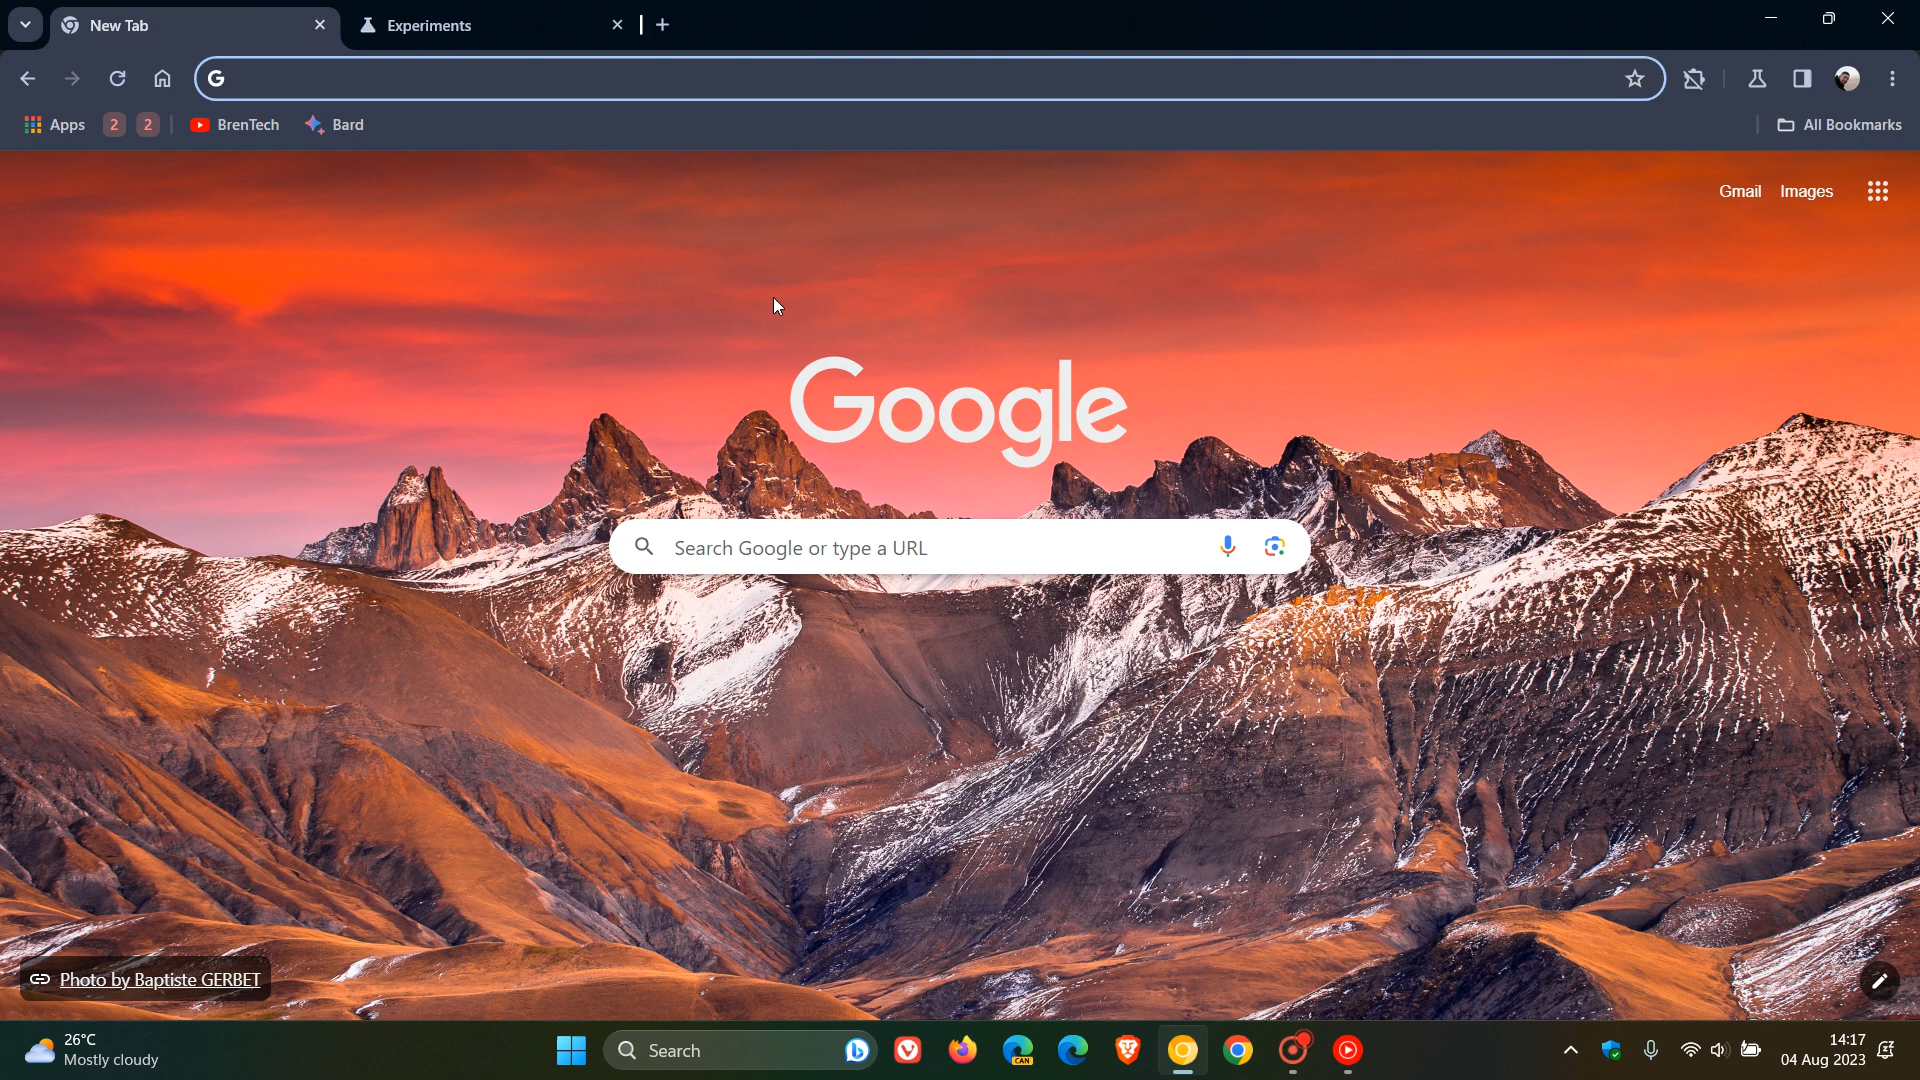 New Tab
Experiments
Apps
2
2
BrenTech
Bard
All Bookmarks
Gmail
Images
Google
Search Google or type a URL
Photo by Baptiste GERBET
26°C
Mostly cloudy
Search
CAN
14:17
04 Aug 2023